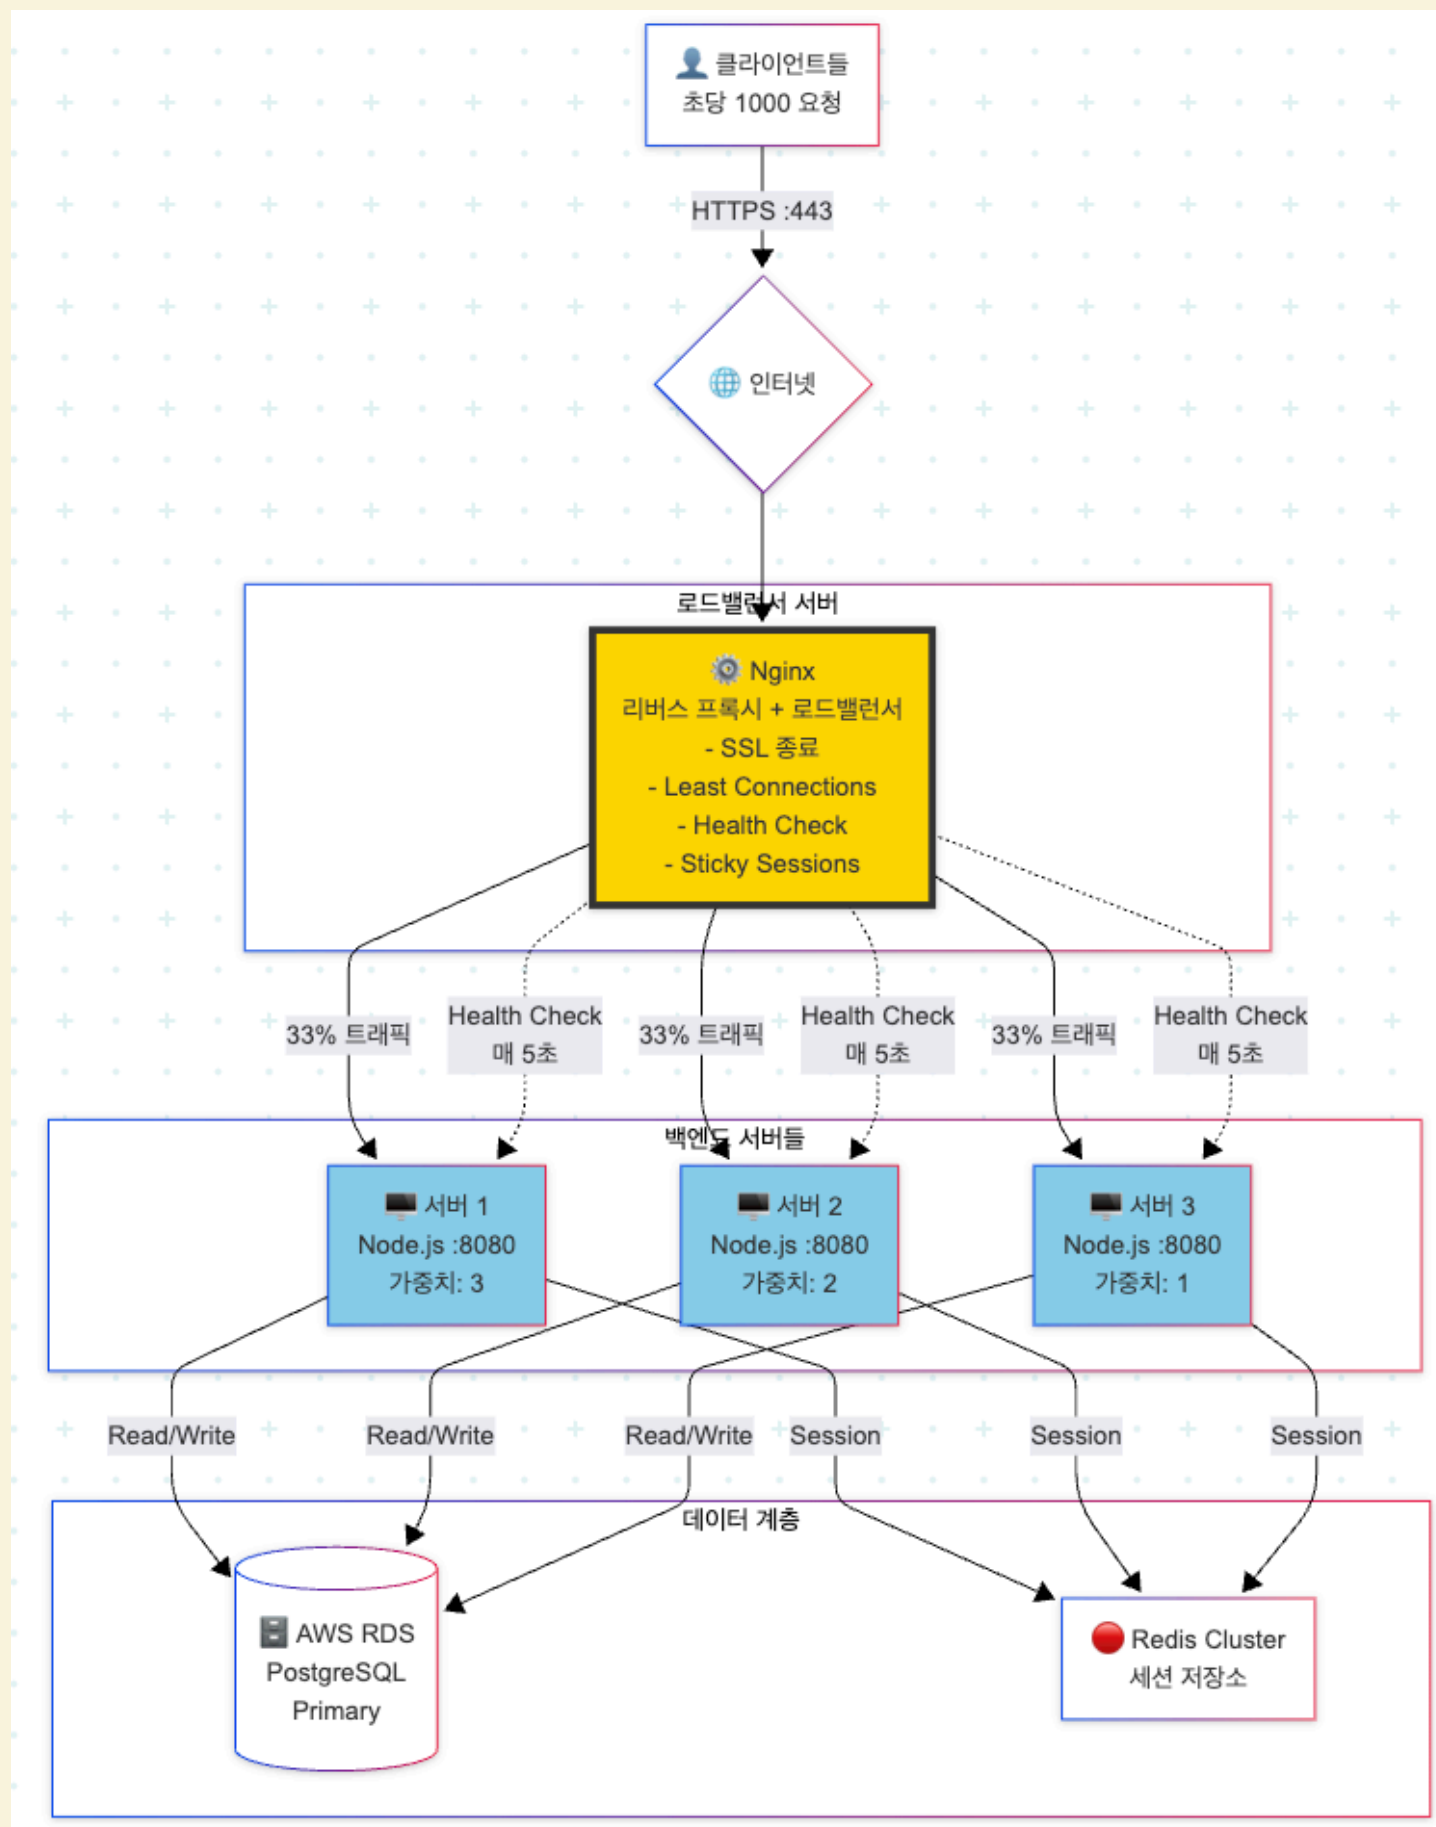 클라이언트들
초당 1000 요청
HTTPS :443
인터넷
로드밸런서 서버
Nginx
리버스 프록시 + 로드밸런서
- SSL 종료
- Least Connections
- Health Check
- Sticky Sessions
33% 트래픽
Health Check
매 5초
33% 트래픽
Health Check
매 5초
33% 트래픽
Health Check
매 5초
백엔드 서버들
서버 1
Node.js :8080
가중치: 3
서버 2
Node.js :8080
가중치: 2
서버 3
Node.js :8080
가중치: 1
Read/Write
Read/Write
Read/Write
Session
Session
Session
데이터 계층
AWS RDS
PostgreSQL
Primary
Redis Cluster
세션 저장소